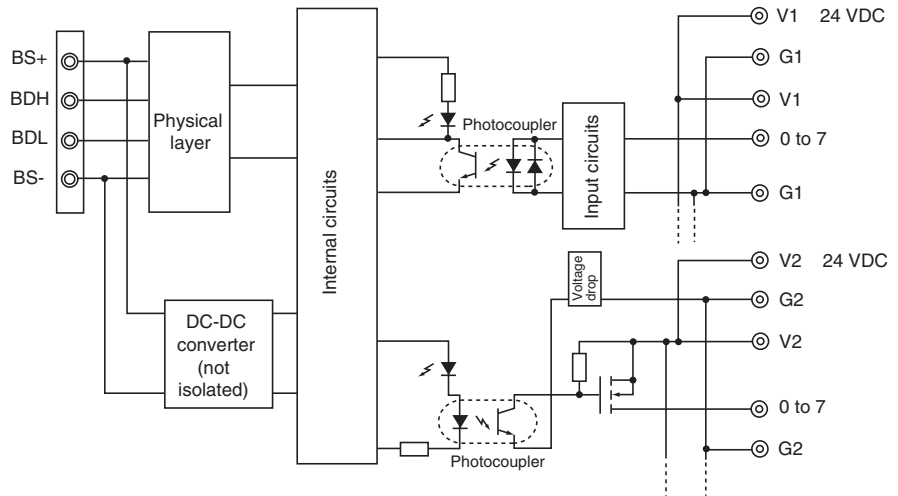 BS+
BDH
BDL
BS-
Physical
layer
DC-DC
converter
(not
isolated)
Internal circuits
Photocoupler
Input circuits
V1 24 VDC
G1
V1
0 to 7
G1
Voltage
drop
V2 24 VDC
G2
V2
0 to 7
G2
Photocoupler